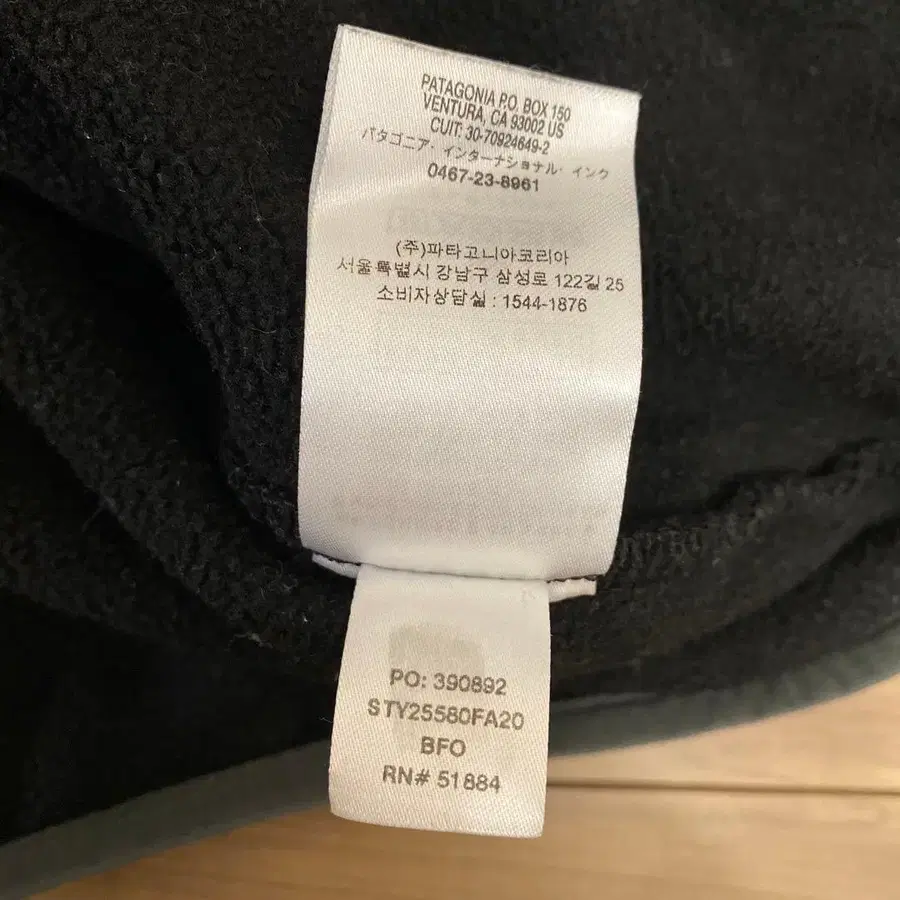 PATAGONIA P.O. BOX 150
VENTURA, CA 93002 US
CUIT: 30-70924649-2
パタゴニア・インターナショナル・インク
0467-23-8961
(주)파타고니아코리아
서울특별시 강남구 삼성로 122길 25
소비자상담실 : 1544-1876
PO: 390892
STY25580FA20
BFO
RN# 51884